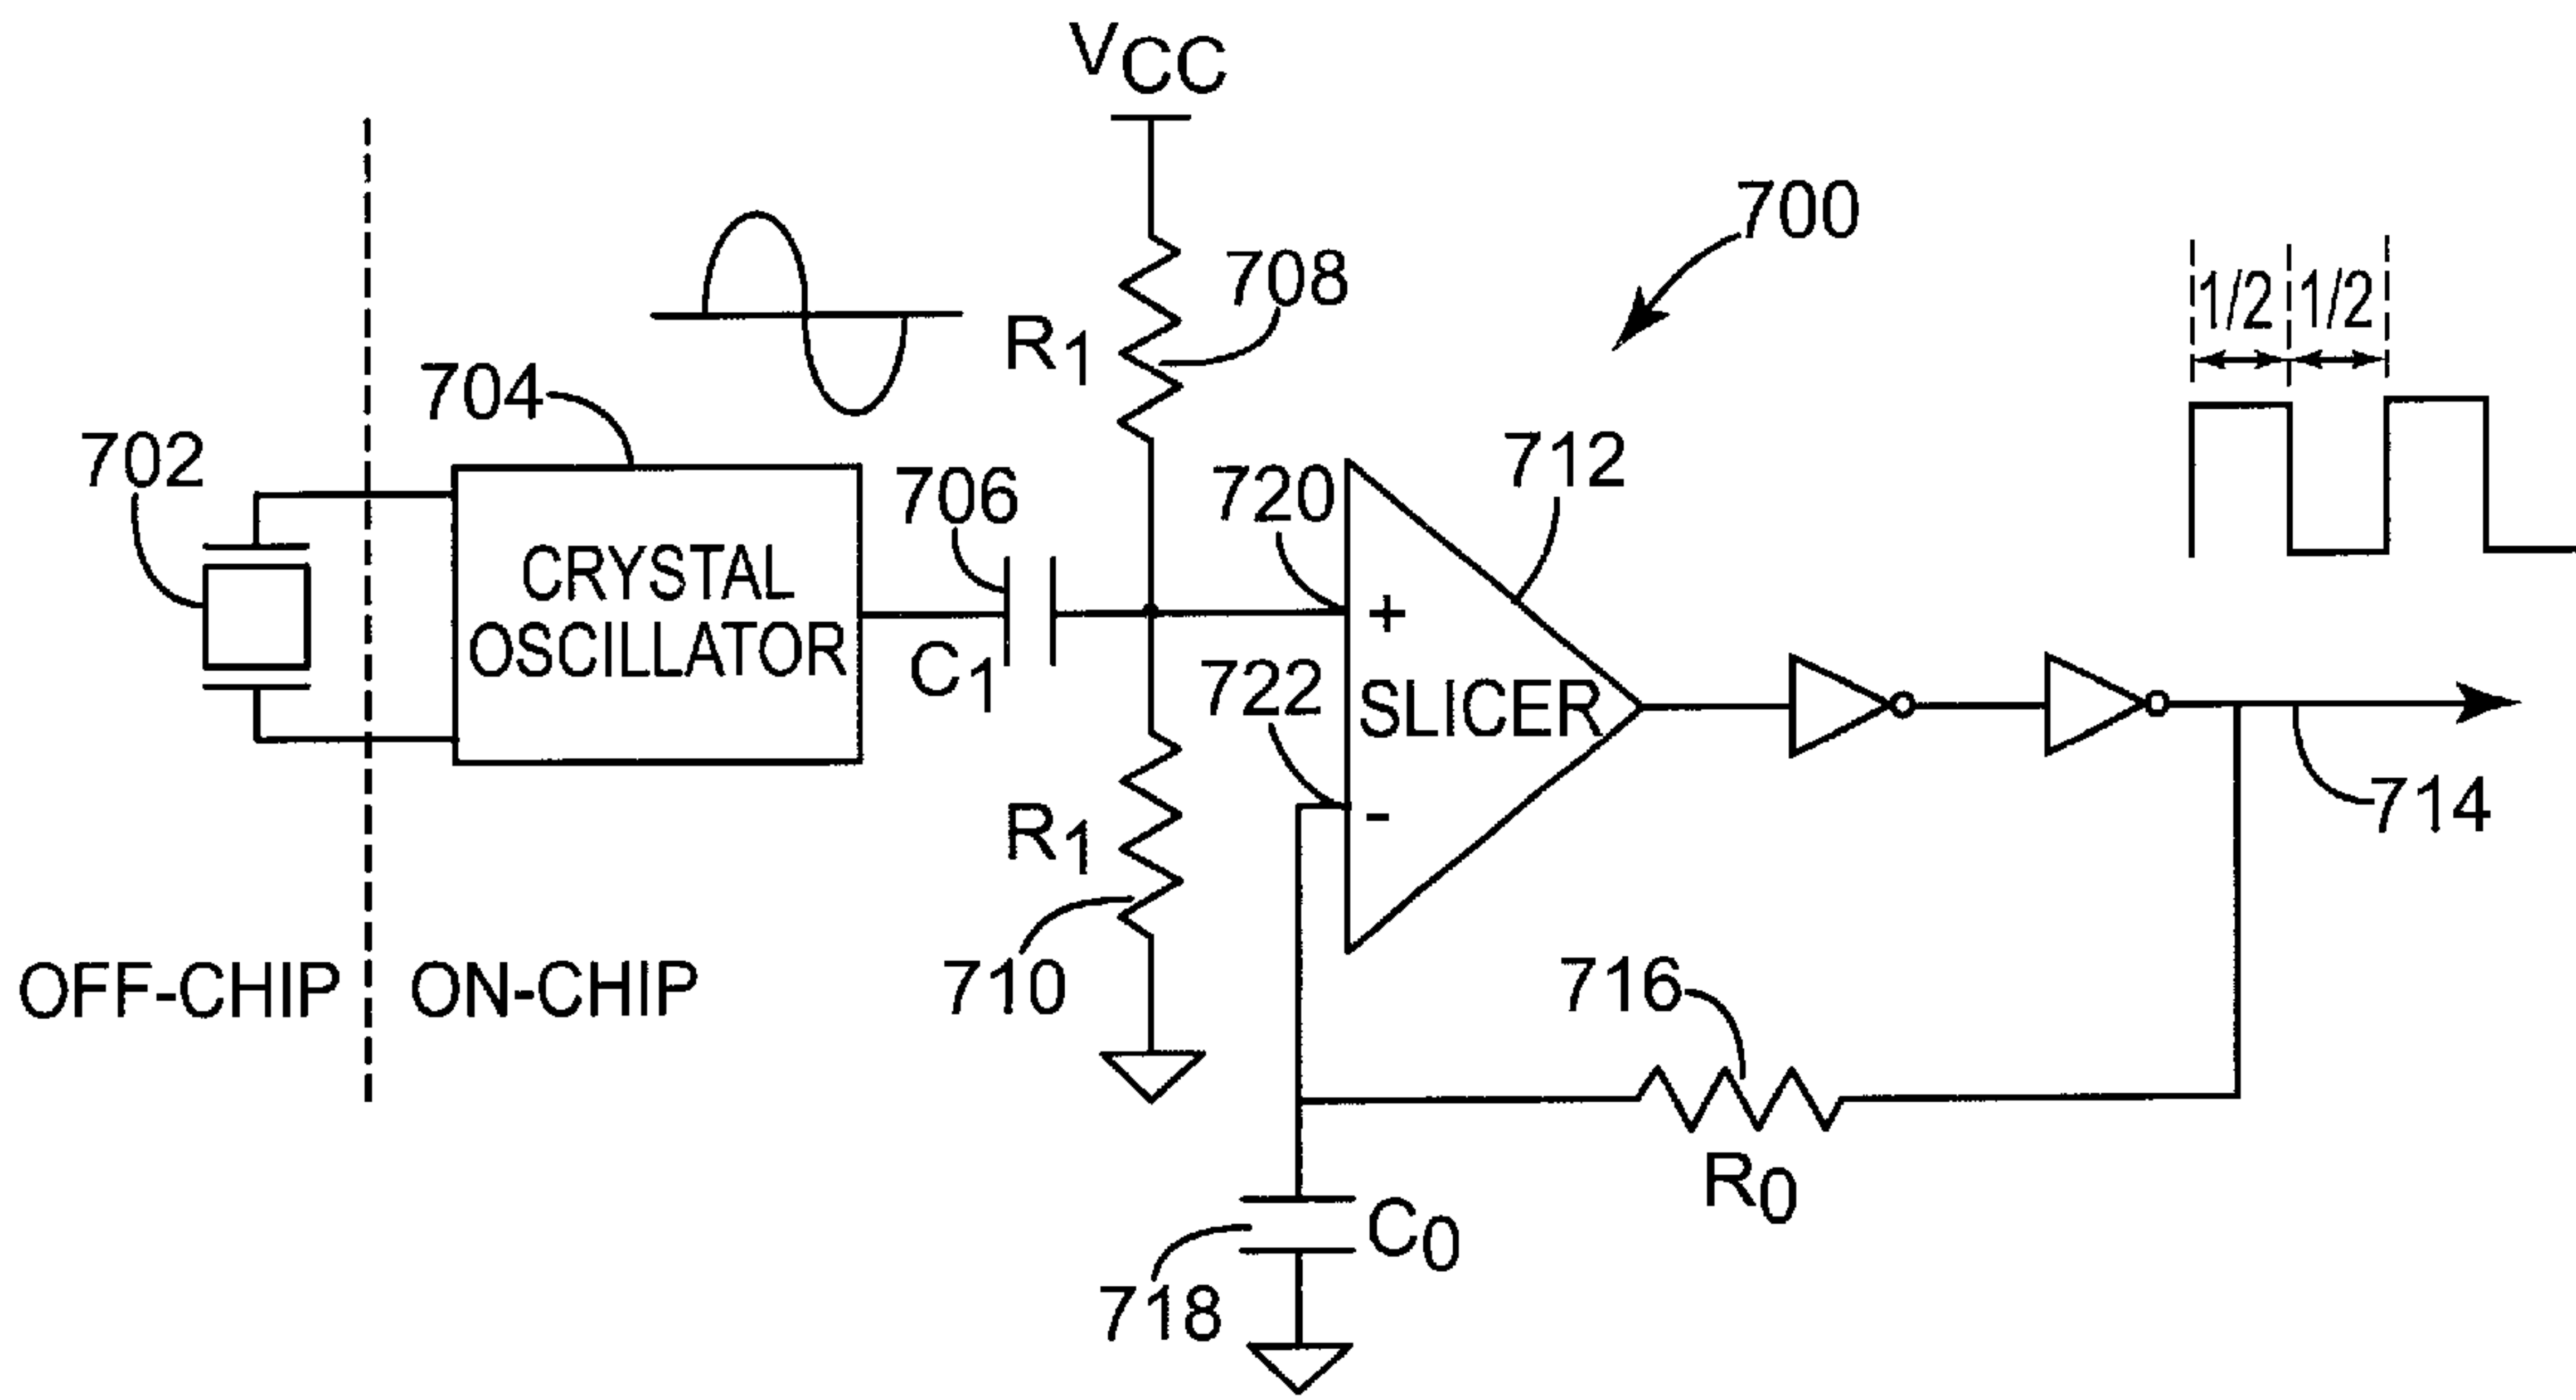 VCC
700
708
1/2 1/2
R1
704
702
706
720
712
CRYSTAL
OSCILLATOR
+
C1
722
SLICER
-
714
R1
710
716
OFF-CHIP
ON-CHIP
R0
C0
718